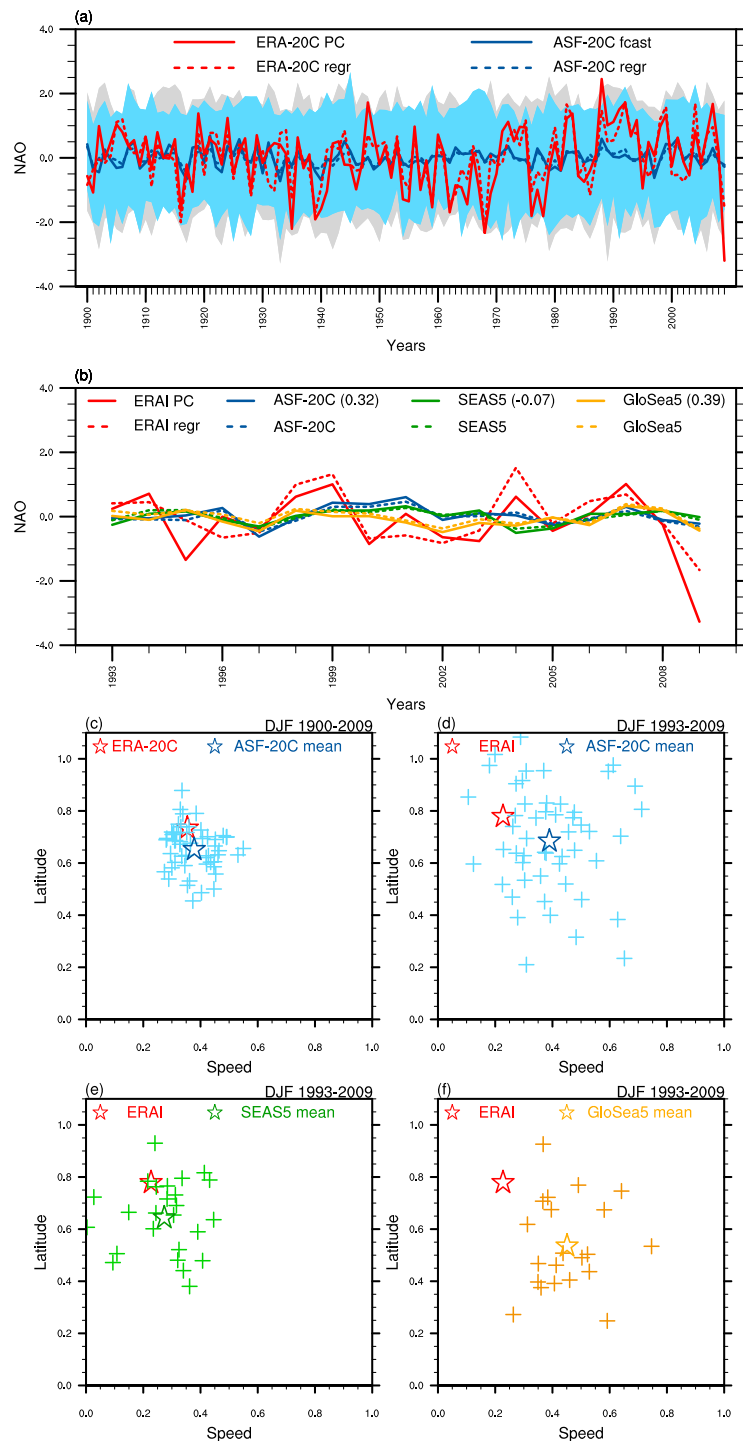 (a)
4.0
ERA-20C PC ASF-20C fcast
ERA-20C regr ASF-20C regr
2.0
NAO
0.0
-2.0
-4.0
1900 1910 1920 1930 1940 1950 1960 1970 1980 1990 2000
Years
(b)
4.0
ERAI PC ASF-20C (0.32) SEAS5 (-0.07) GloSea5 (0.39)
ERAI regr ASF-20C SEAS5 GloSea5
2.0
NAO
0.0
-2.0
-4.0
1993 1996 1999 2002 2005 2008
Years
(c) DJF 1900-2009
ERA-20C ASF-20C mean
1.0
0.8
Latitude
0.6
0.4
0.2
0.0
0.0 0.2 0.4 0.6 0.8 1.0
Speed
(d) DJF 1993-2009
ERAI ASF-20C mean
1.0
0.8
Latitude
0.6
0.4
0.2
0.0
0.0 0.2 0.4 0.6 0.8 1.0
Speed
(e) DJF 1993-2009
ERAI SEAS5 mean
1.0
0.8
Latitude
0.6
0.4
0.2
0.0
0.0 0.2 0.4 0.6 0.8 1.0
Speed
(f) DJF 1993-2009
ERAI GloSea5 mean
1.0
0.8
Latitude
0.6
0.4
0.2
0.0
0.0 0.2 0.4 0.6 0.8 1.0
Speed